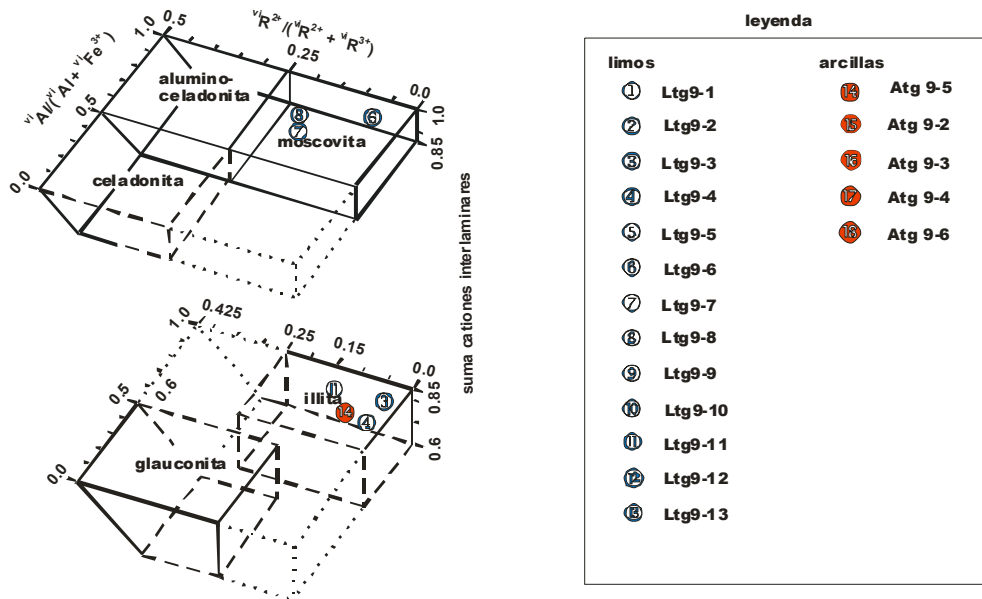 viR2+/(viR2+ + viR3+)
viAl/(viAl + viFe3+)
1.0 0.5
0.25
0.0
1.0
0.85
0.5
0.0
alumino-
celadonita
8
6
7
moscovita
celadonita
suma cationes interlaminares
1.0 0.425
0.25
0.15
0.0
0.85
0.6
0.5 0.6
0.0
11
illita
3
14
4
glauconita
leyenda
limos arcillas
1 Ltg9-1 14 Atg 9-5
2 Ltg9-2 15 Atg 9-2
3 Ltg9-3 16 Atg 9-3
4 Ltg9-4 17 Atg 9-4
5 Ltg9-5 18 Atg 9-6
6 Ltg9-6
7 Ltg9-7
8 Ltg9-8
9 Ltg9-9
10 Ltg9-10
11 Ltg9-11
12 Ltg9-12
13 Ltg9-13